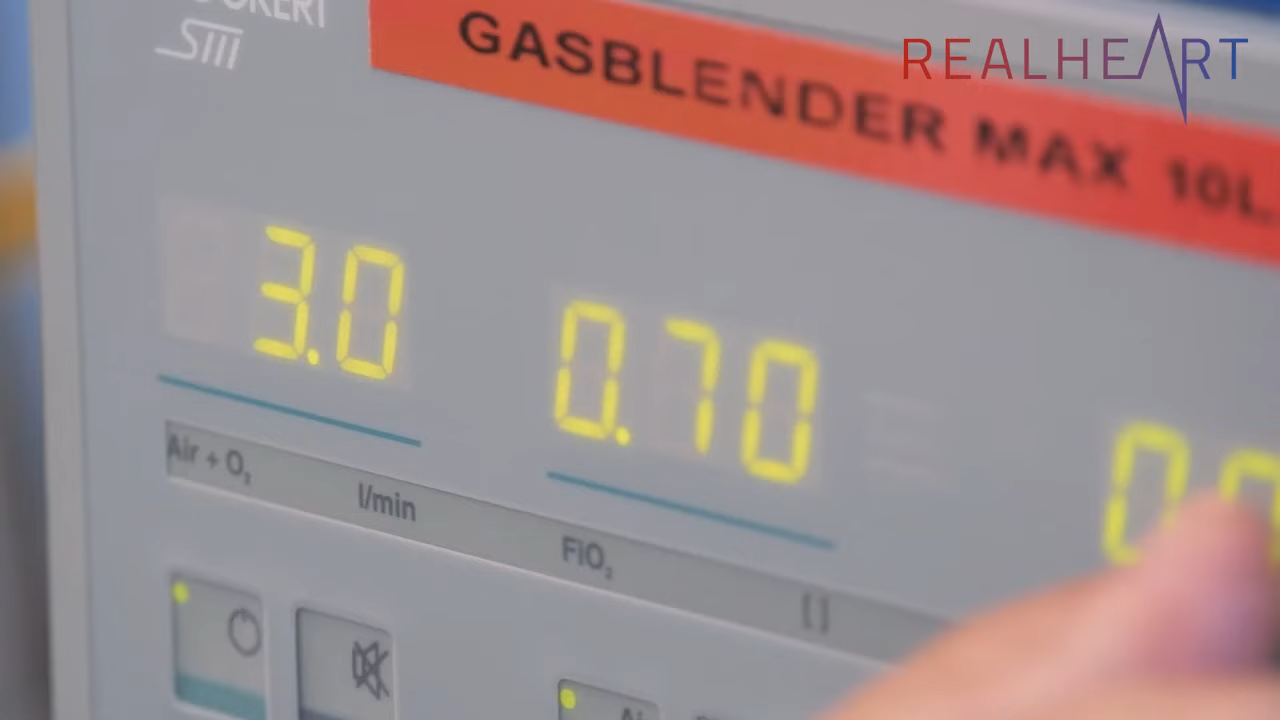 SIII
GASBLENDER MAX 10L.
REALHEART
3.0
0.70
Air + O₂
l/min
FiO₂
[ ]